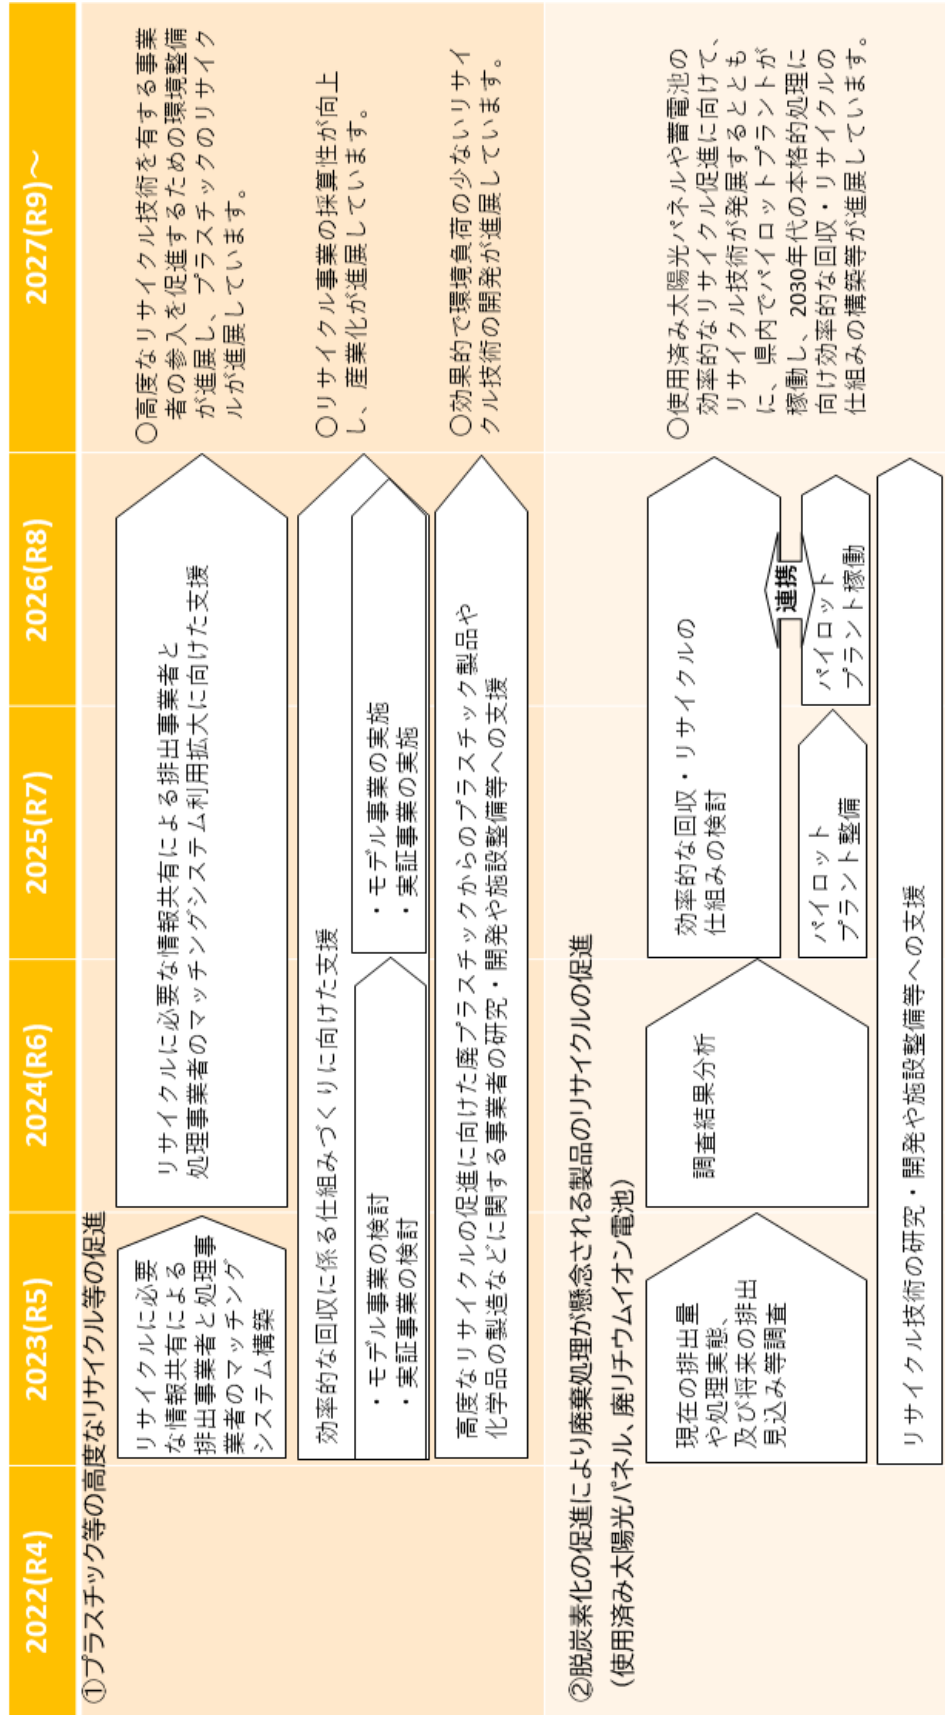 2022(R4)
2023(R5)
2024(R6)
2025(R7)
2026(R8)
2027(R9)～
①プラスチック等の高度なリサイクル等の促進
リサイクルに必要
な情報共有による
排出事業者と処理事
業者のマッチング
システム構築
リサイクルに必要な情報共有による排出事業者と
処理事業者のマッチングシステム利用拡大に向けた支援
○高度なリサイクル技術を有する事業
者の参入を促進するための環境整備
が進展し、プラスチックのリサイク
ルが進展しています。
効率的な回収に係る仕組みづくりに向けた支援
・モデル事業の検討
・実証事業の検討
・モデル事業の実施
・実証事業の実施
○リサイクル事業の採算性が向上
し、産業化が進展しています。
高度なリサイクルの促進に向けた廃プラスチックからのプラスチック製品や
化学品の製造などに関する事業者の研究・開発や施設整備等への支援
○効果的で環境負荷の少ないリサイ
クル技術の開発が進展しています。
②脱炭素化の促進により廃棄処理が懸念される製品のリサイクルの促進
（使用済み太陽光パネル、廃リチウムイオン電池）
現在の排出量
や処理実態、
及び将来の排出
見込み等調査
調査結果分析
効率的な回収・リサイクルの
仕組みの検討
連携
パイロット
プラント整備
パイロット
プラント稼働
リサイクル技術の研究・開発や施設整備等への支援
○使用済み太陽光パネルや蓄電池の
効率的なリサイクル促進に向けて、
リサイクル技術が発展するととも
に、県内でパイロットプラントが
稼働し、2030年代の本格的処理に
向け効率的な回収・リサイクルの
仕組みの構築等が進展しています。